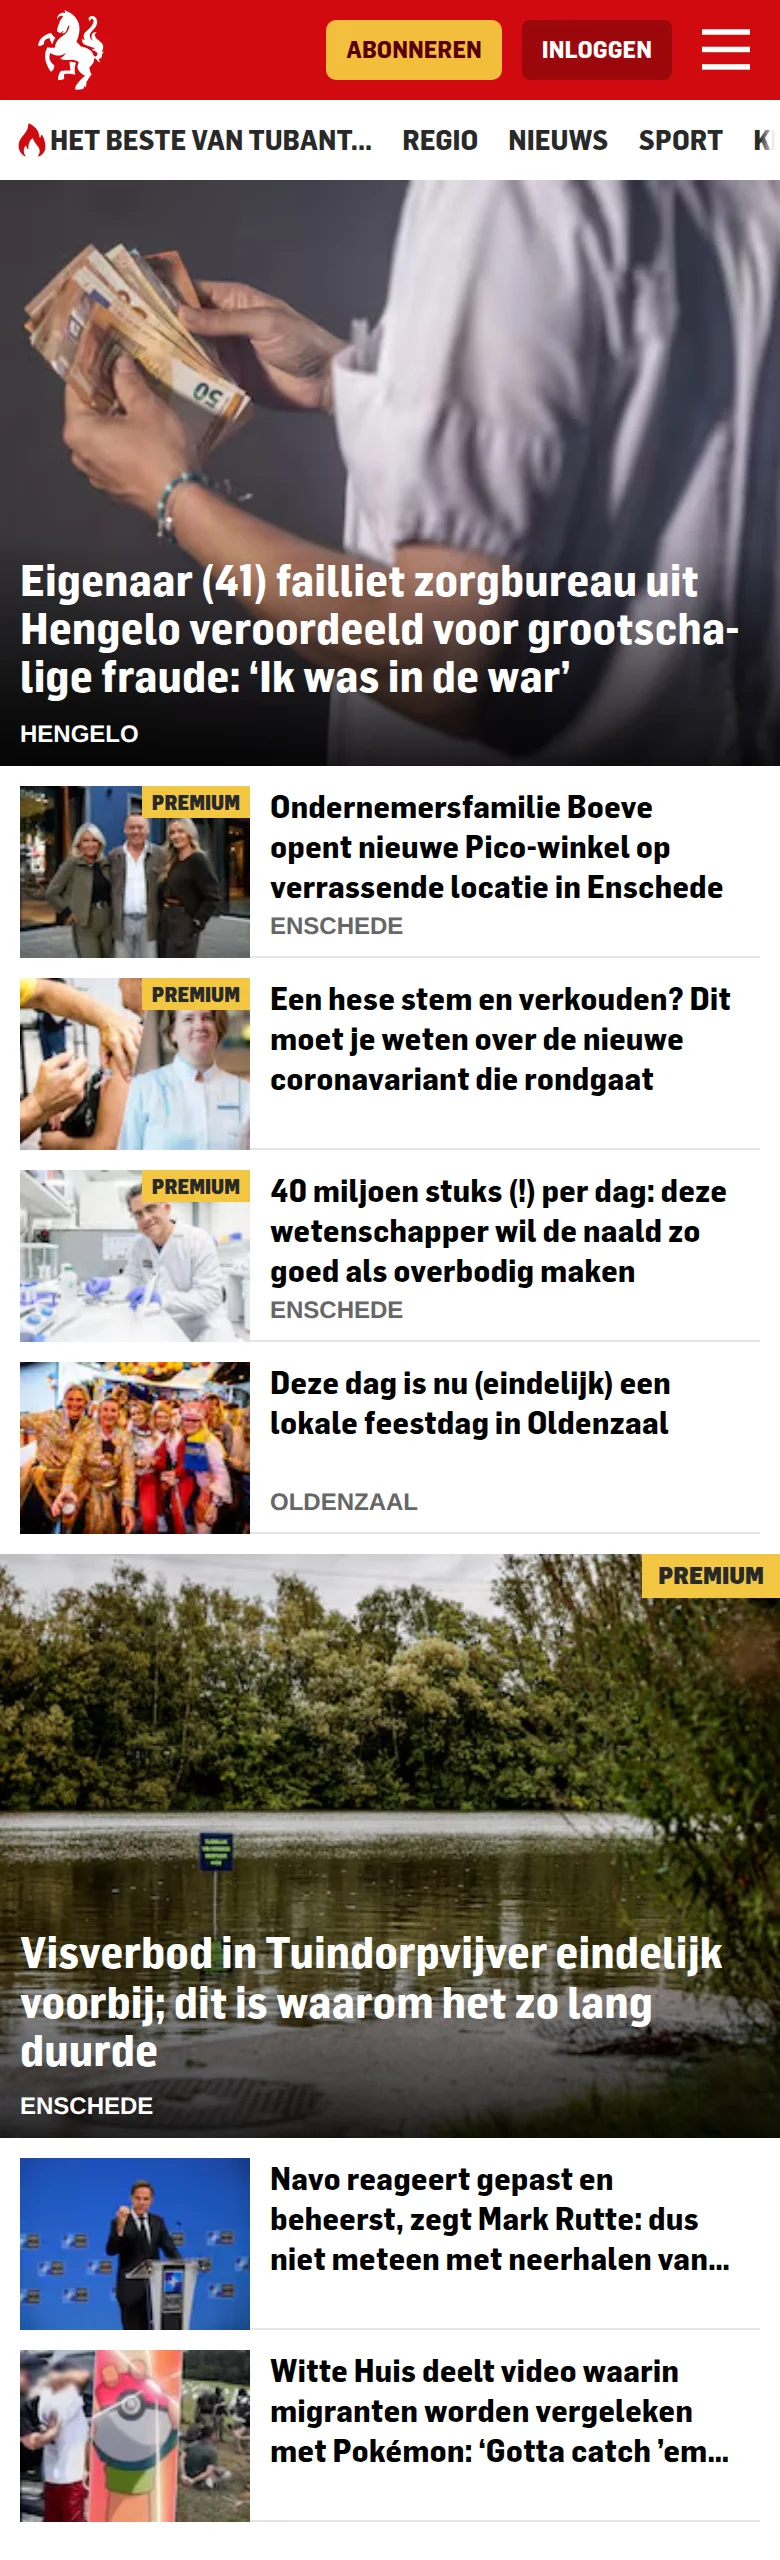 ABONNEREN
INLOGGEN
HET BESTE VAN TUBANT... REGIO NIEUWS SPORT
50
Eigenaar (41) failliet zorgbureau uit
Hengelo veroordeeld voor grootscha-
lige fraude: ‘Ik was in de war’
HENGELO
PREMIUM
Ondernemersfamilie Boeve
opent nieuwe Pico-winkel op
verrassende locatie in Enschede
ENSCHEDE
PREMIUM
Een hese stem en verkouden? Dit
moet je weten over de nieuwe
coronavariant die rondgaat
PREMIUM
40 miljoen stuks (!) per dag: deze
wetenschapper wil de naald zo
goed als overbodig maken
ENSCHEDE
Deze dag is nu (eindelijk) een
lokale feestdag in Oldenzaal
OLDENZAAL
PREMIUM
Visverbod in Tuindorpvijver eindelijk
voorbij; dit is waarom het zo lang
duurde
ENSCHEDE
Navo reageert gepast en
beheerst, zegt Mark Rutte: dus
niet meteen met neerhalen van...
Witte Huis deelt video waarin
migranten worden vergeleken
met Pokémon: ‘Gotta catch ’em...